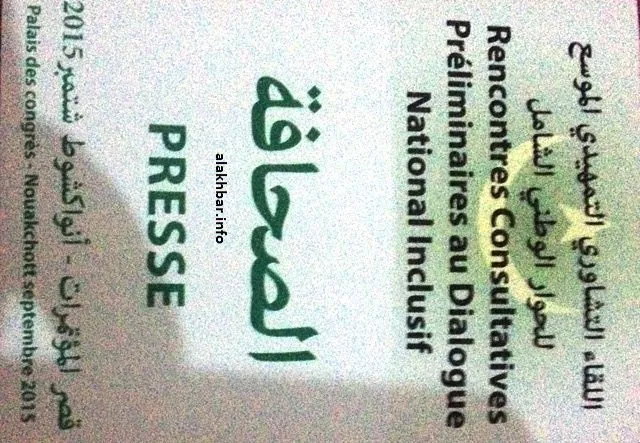 اللقاء التشاوري التمهيدي الموسع
للحوار الوطني الشامل
Rencontres Consultatives
Préliminaires au Dialogue
National Inclusif
الصحافة
alakhbar.info
PRESSE
قصر المؤتمرات - أنواكشوط شتمبر 2015
Palais des congrès - Nouakchott septembre 2015